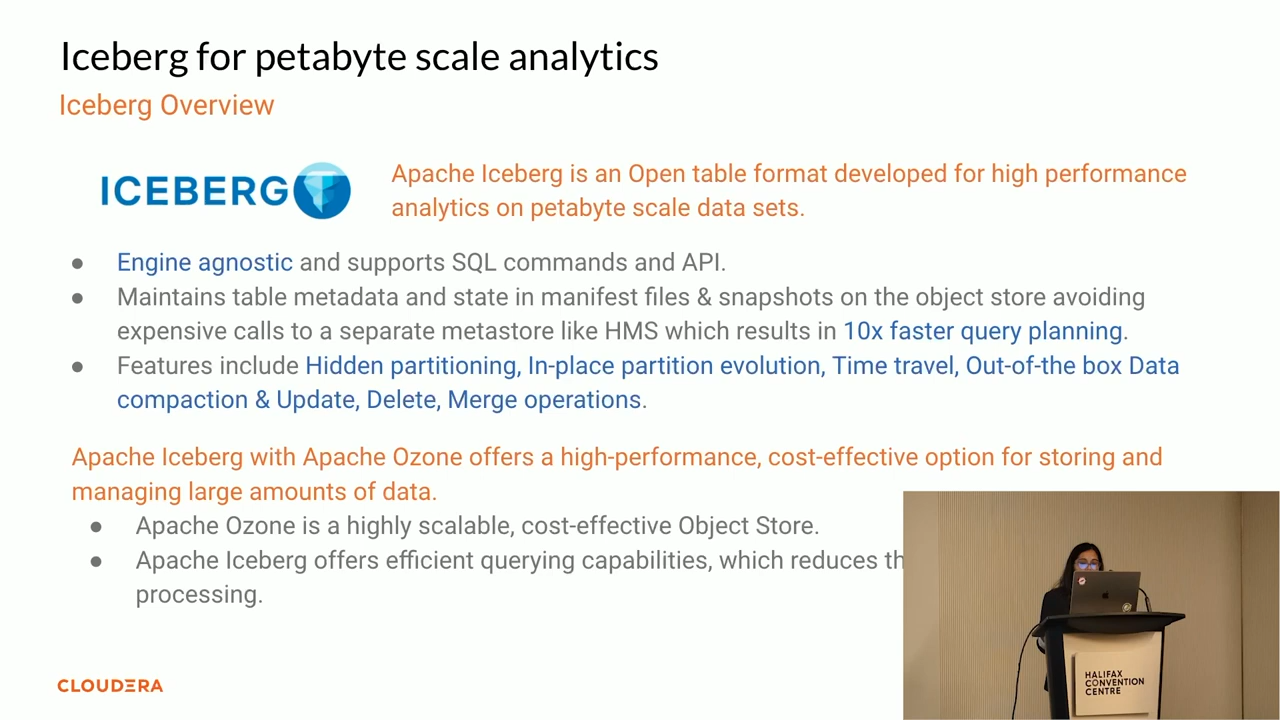 Iceberg for petabyte scale analytics
Iceberg Overview
ICEBERG
Apache Iceberg is an Open table format developed for high performance
analytics on petabyte scale data sets.
● Engine agnostic and supports SQL commands and API.
● Maintains table metadata and state in manifest files & snapshots on the object store avoiding
expensive calls to a separate metastore like HMS which results in 10x faster query planning.
● Features include Hidden partitioning, In-place partition evolution, Time travel, Out-of-the box Data
compaction & Update, Delete, Merge operations.
Apache Iceberg with Apache Ozone offers a high-performance, cost-effective option for storing and
managing large amounts of data.
● Apache Ozone is a highly scalable, cost-effective Object Store.
● Apache Iceberg offers efficient querying capabilities, which reduces
processing.
CLOUDERA
HALIFAX
CONVENTION
CENTRE